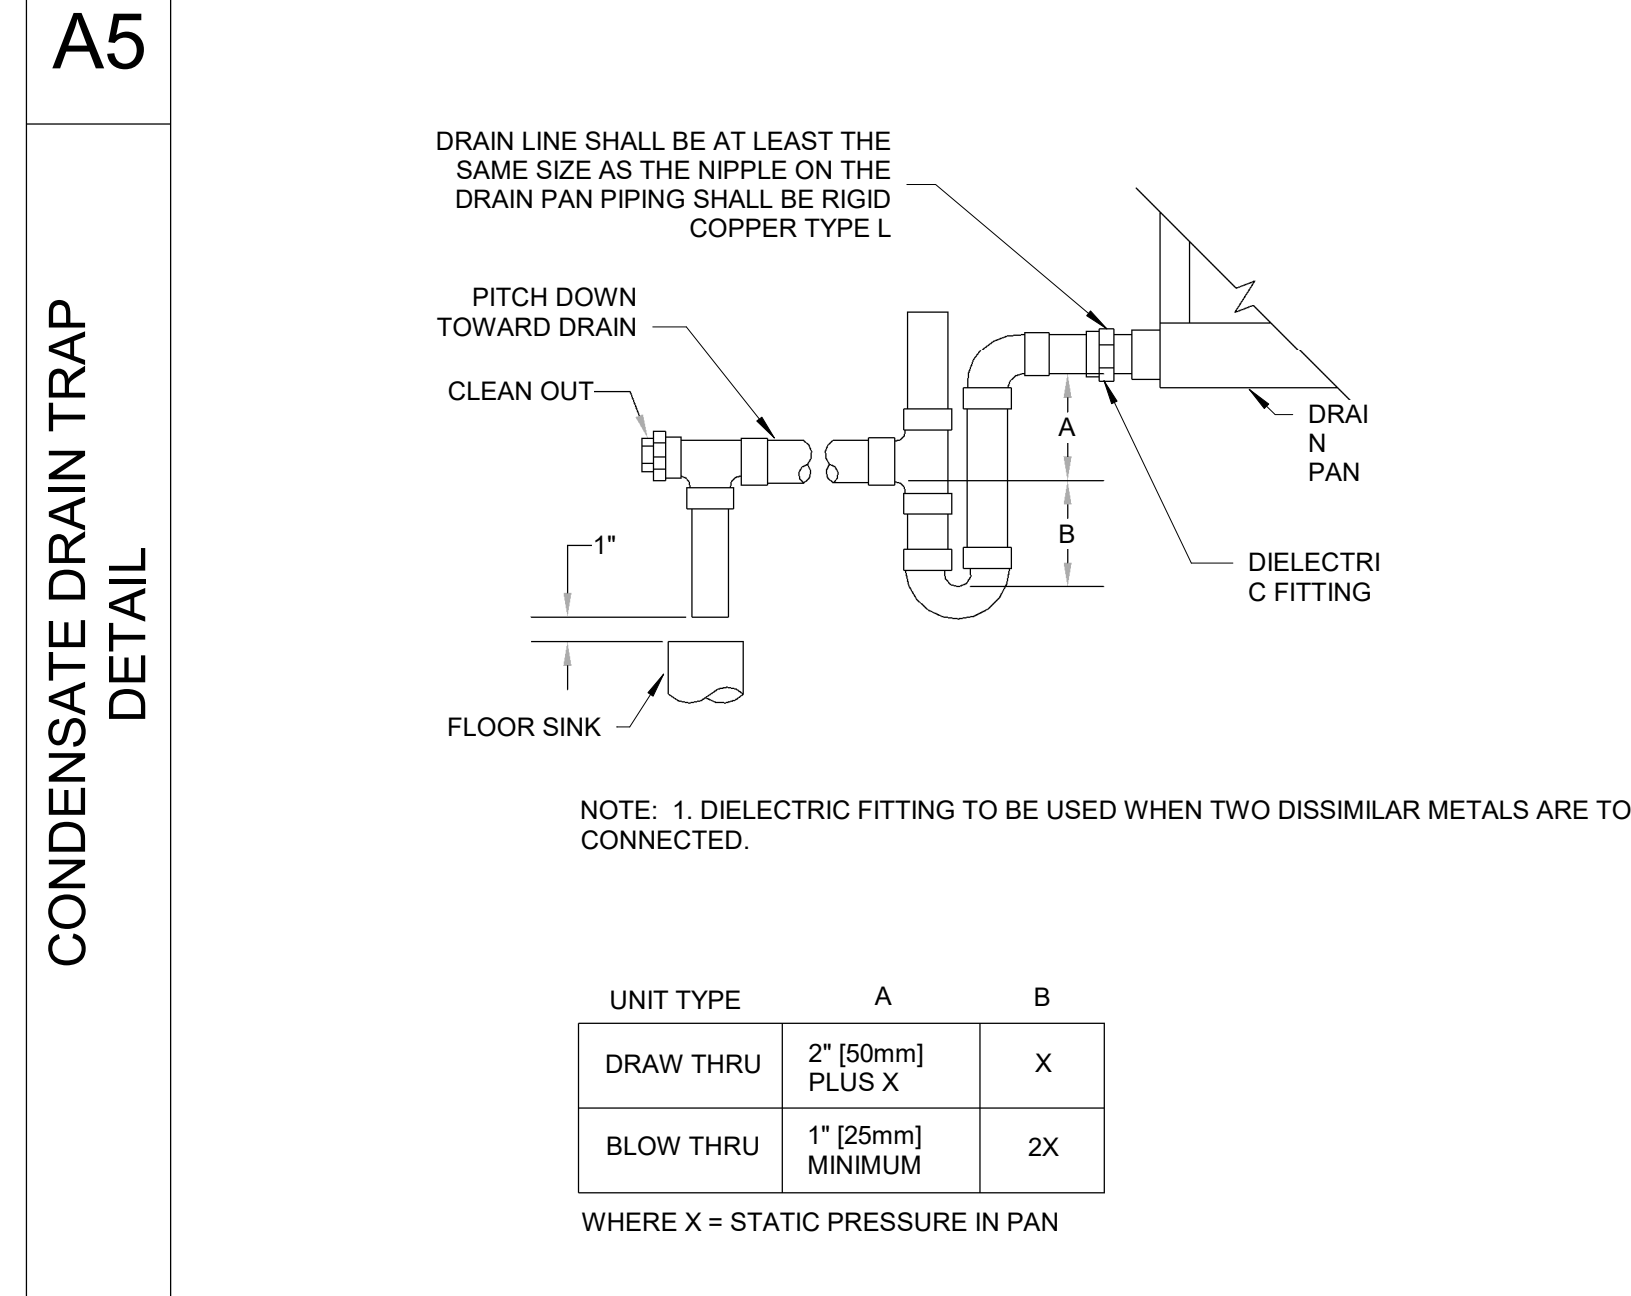 A5
CONDENSATE DRAIN TRAP
DETAIL
DRAIN LINE SHALL BE AT LEAST THE
SAME SIZE AS THE NIPPLE ON THE
DRAIN PAN PIPING SHALL BE RIGID
COPPER TYPE L
PITCH DOWN
TOWARD DRAIN
CLEAN OUT
DRAI
N
PAN
A
B
1"
DIELECTRI
C FITTING
FLOOR SINK
NOTE: 1. DIELECTRIC FITTING TO BE USED WHEN TWO DISSIMILAR METALS ARE TO
CONNECTED.
UNIT TYPE A B
DRAW THRU 2" [50mm] PLUS X X
BLOW THRU 1" [25mm] MINIMUM 2X
WHERE X = STATIC PRESSURE IN PAN